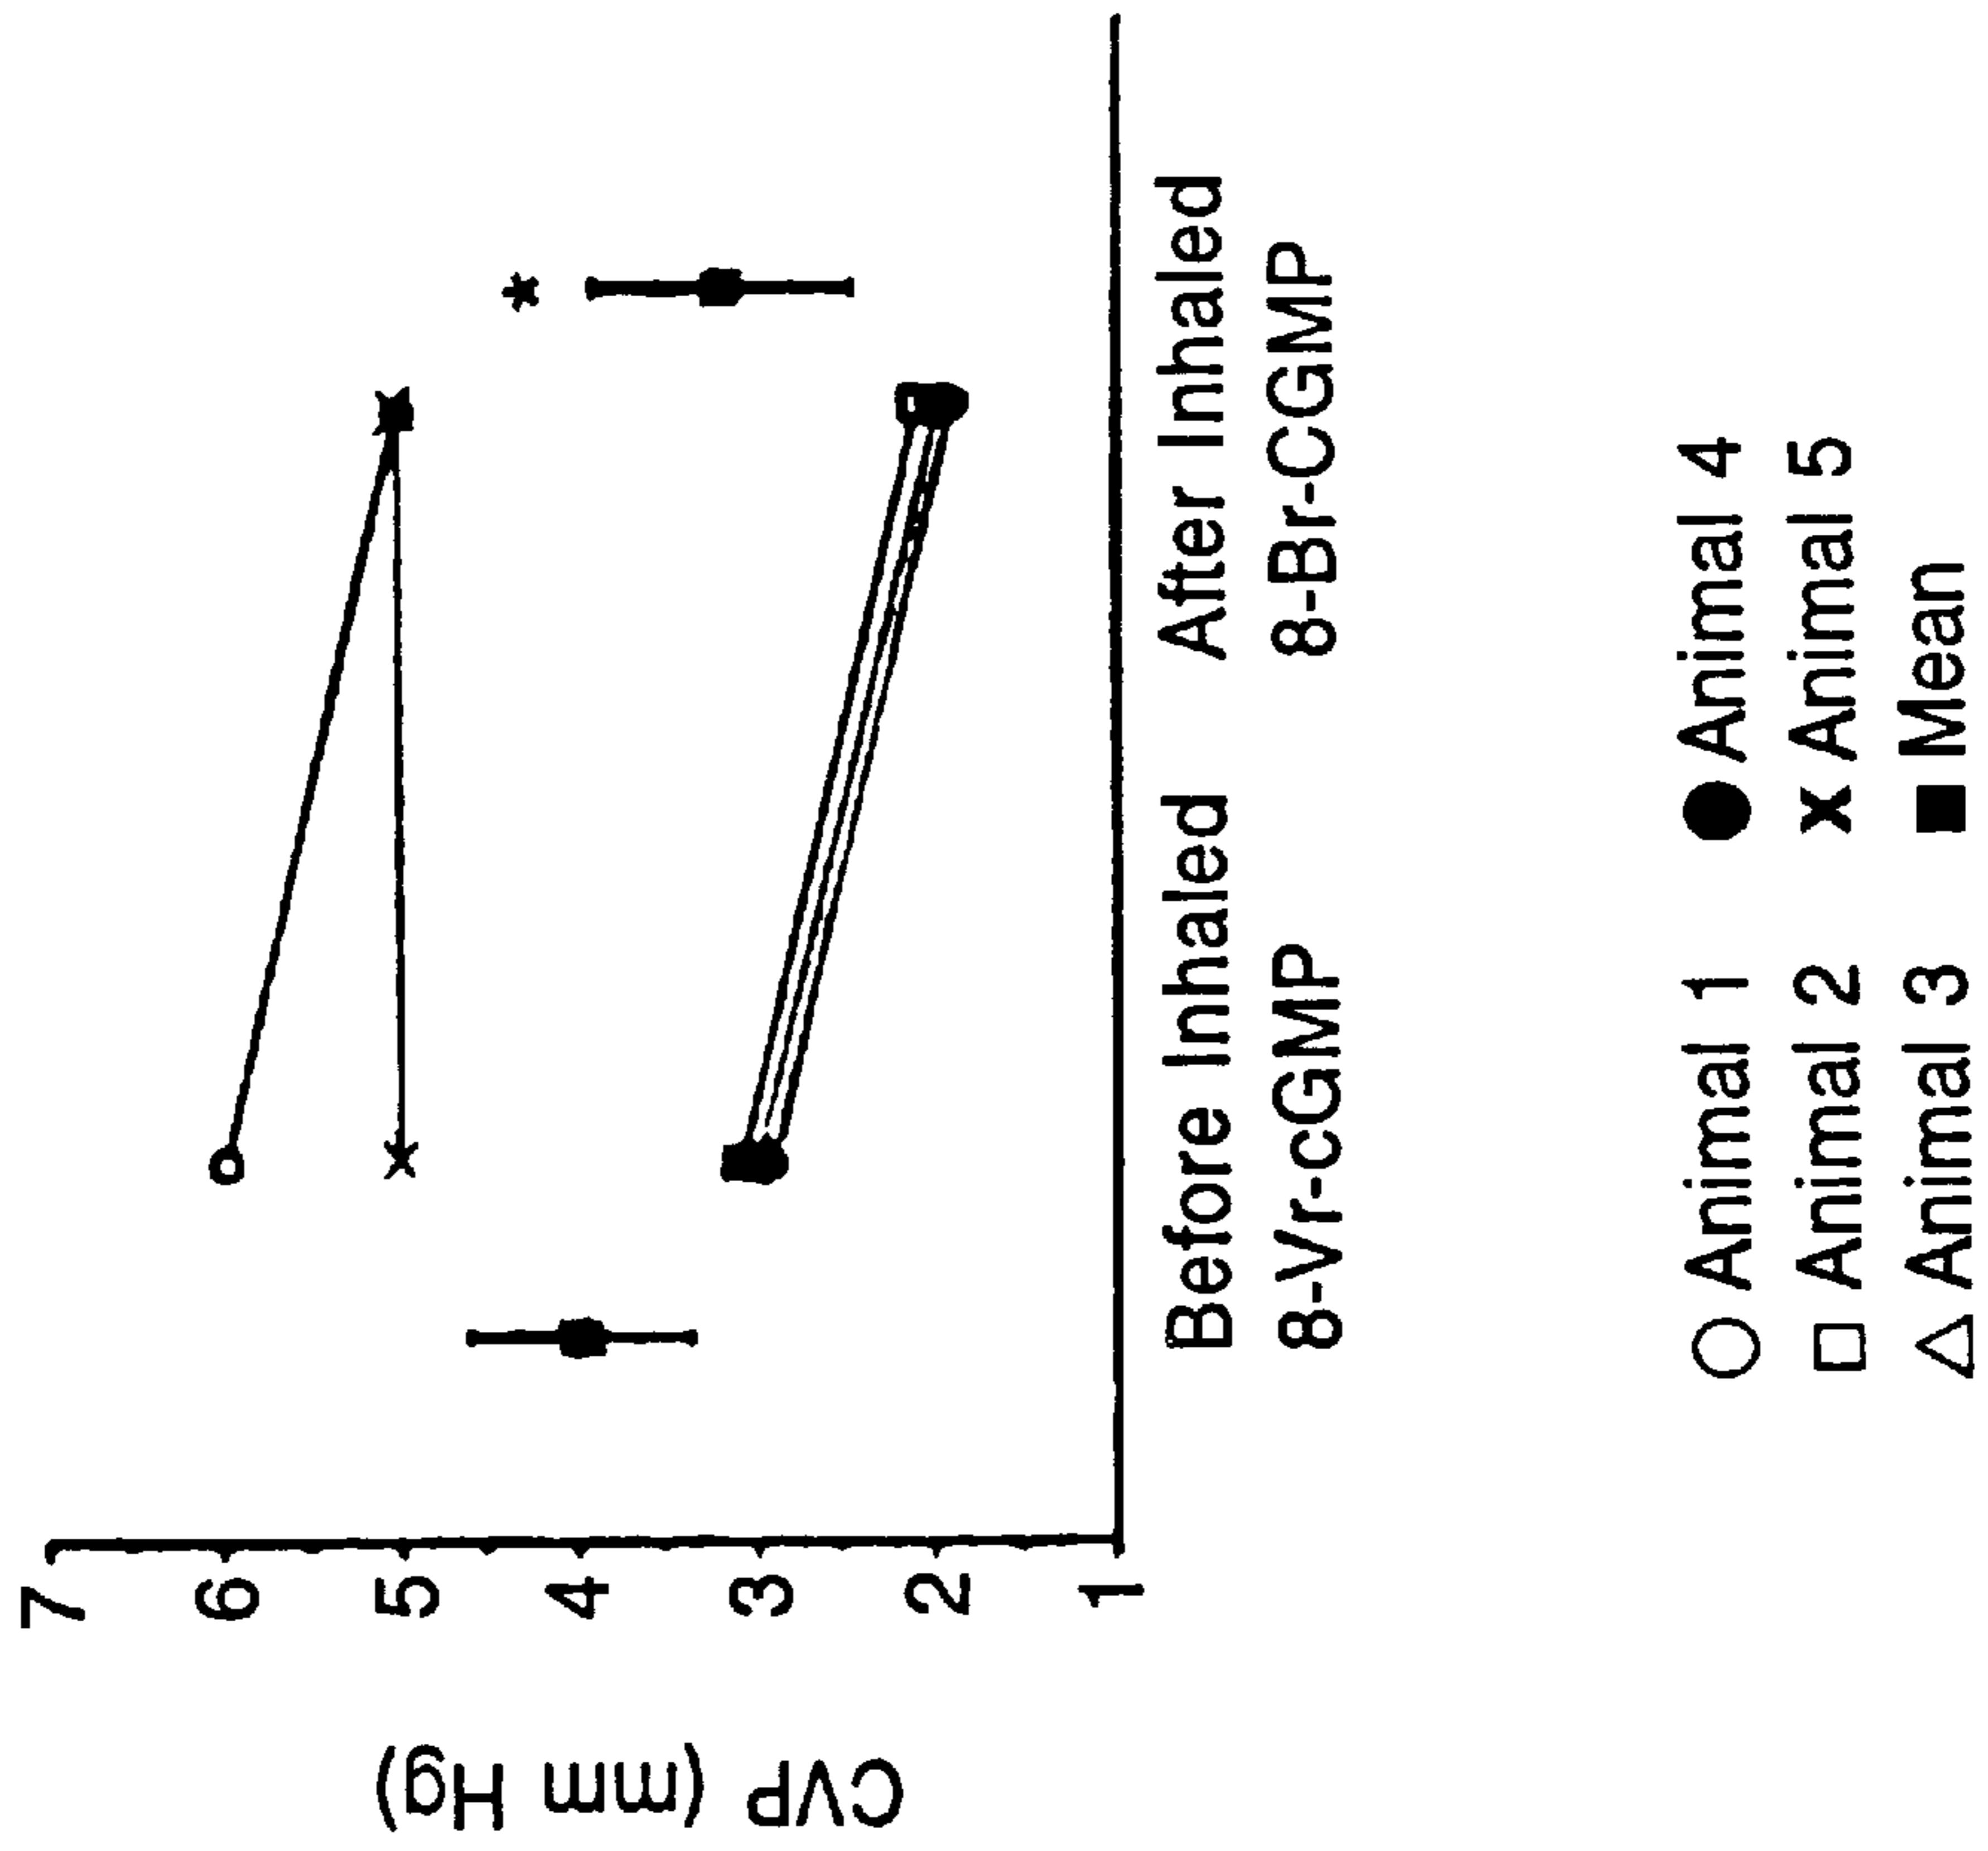 CVP (mm Hg)
7
6
5
4
3
2
1
*
Before Inhaled
8-Vr-cGMP
After Inhaled
8-Br-CGMP
Animal 1
Animal 2
Animal 3
Animal 4
x Animal 5
Mean